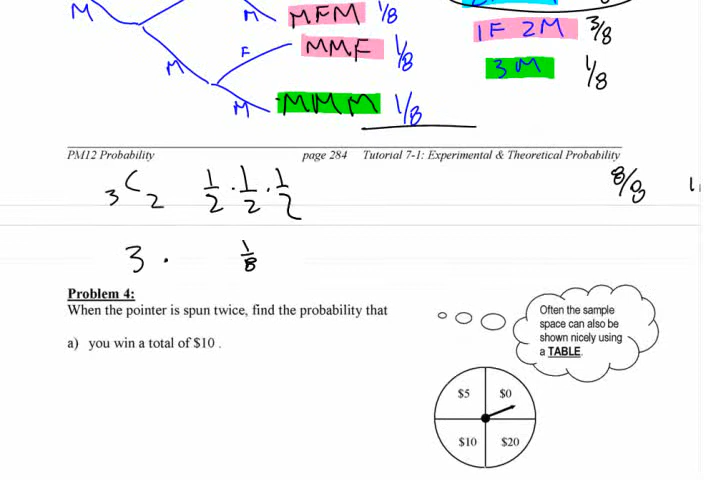 M
M MFM 1/8
1F 2M 3/8
F MMF 1/8
M
3M 1/8
M MMM 1/8
PM12 Probability page 284 Tutorial 7-1: Experimental & Theoretical Probability
3C2 1/2 · 1/2 · 1/2
8/8
3 · 1/8
Problem 4:
When the pointer is spun twice, find the probability that
a) you win a total of $10 .
Often the sample
space can also be
shown nicely using
a TABLE.
$5 $0
$10 $20